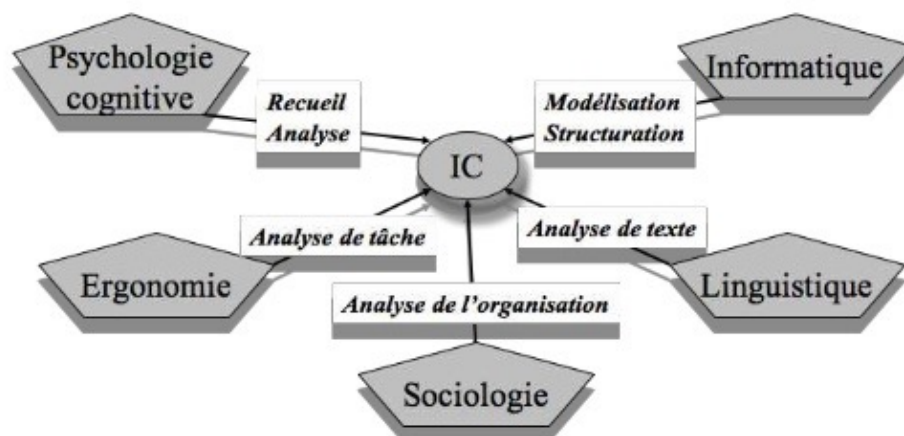 Psychologie
cognitive
Recueil
Analyse
Modélisation
Structuration
Informatique
IC
Analyse de tâche
Analyse de texte
Ergonomie
Analyse de l'organisation
Linguistique
Sociologie